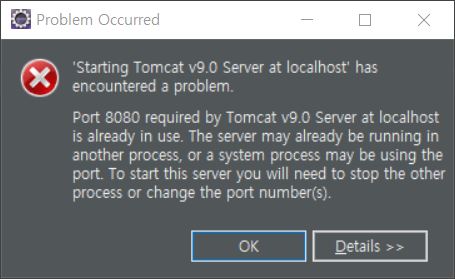 Problem Occurred
'Starting Tomcat v9.0 Server at localhost' has
encountered a problem.
Port 8080 required by Tomcat v9.0 Server at localhost
is already in use. The server may already be running in
another process, or a system process may be using the
port. To start this server you will need to stop the other
process or change the port number(s).
OK
Details >>